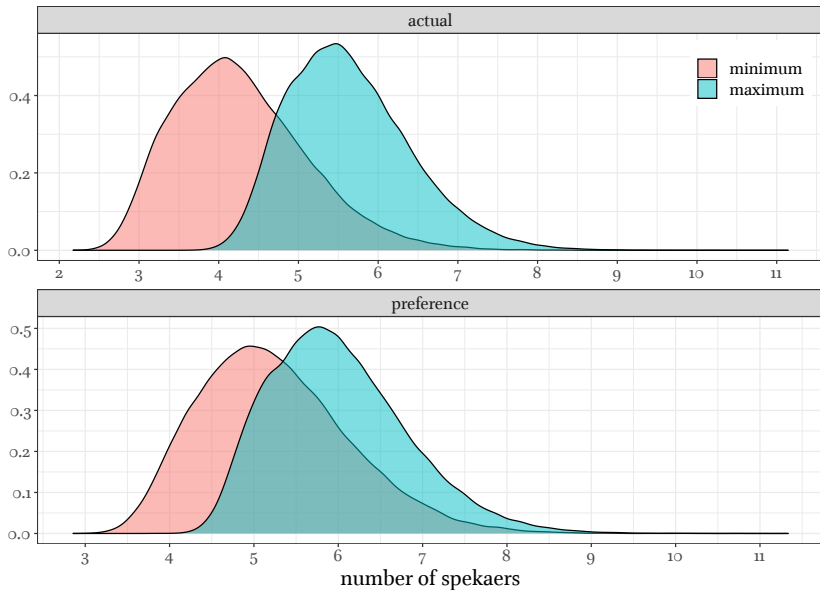 actual
minimum
maximum
0.4
0.2
0.0
2 3 4 5 6 7 8 9 10 11
preference
0.5
0.4
0.3
0.2
0.1
0.0
3 4 5 6 7 8 9 10 11
number of spekaers